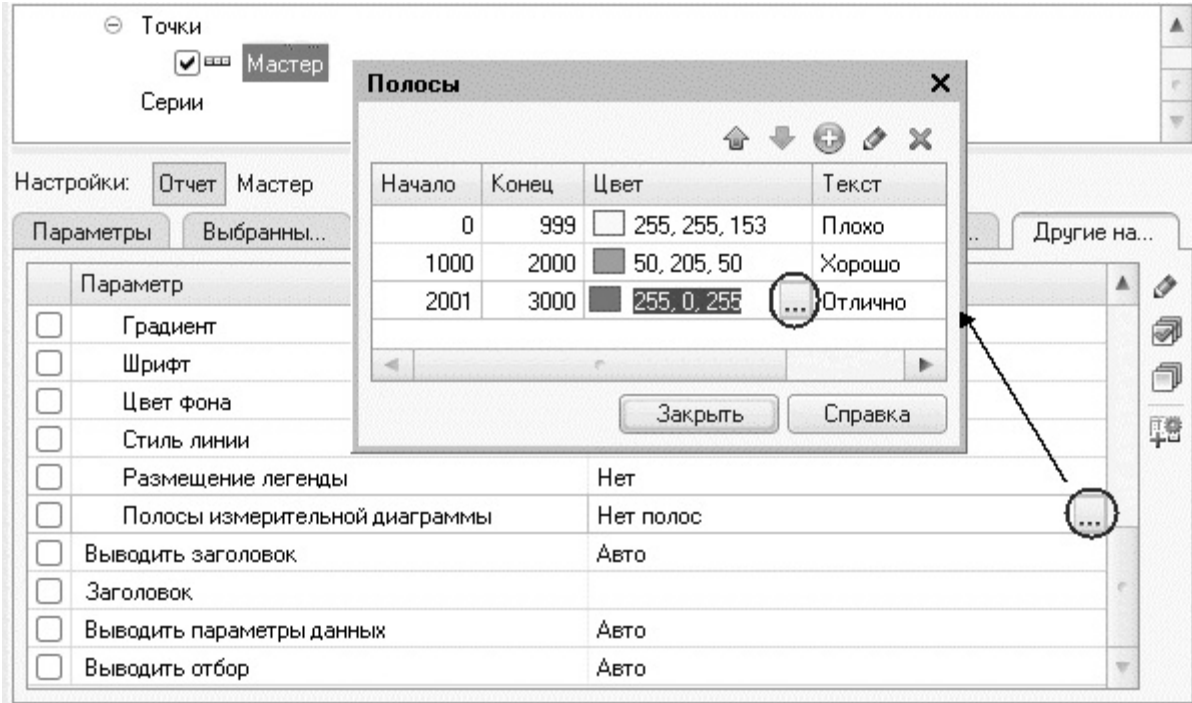 Точки
Мастер
Серии
Полосы
Начало Конец Цвет Текст
0 999 255, 255, 153 Плохо
1000 2000 50, 205, 50 Хорошо
2001 3000 255, 0, 255 ... Отлично
Закрыть Справка
Настройки: Отчет Мастер
Параметры Выбранны... .. Другие на...
Параметр
Градиент
Шрифт
Цвет фона
Стиль линии
Размещение легенды Нет
Полосы измерительной диаграммы Нет полос ...
Выводить заголовок Авто
Заголовок
Выводить параметры данных Авто
Выводить отбор Авто